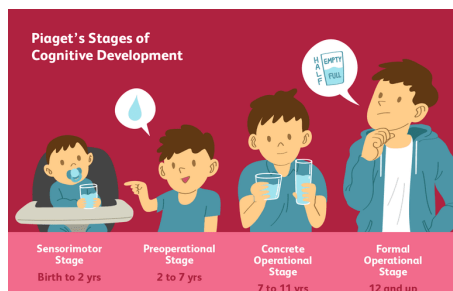 Piaget's Stages of
Cognitive Development
HALF
EMPTY
FULL
Sensorimotor
Stage
Birth to 2 yrs
Preoperational
Stage
2 to 7 yrs
Concrete
Operational
Stage
7 to 11 yrs
Formal
Operational
Stage
12 and up